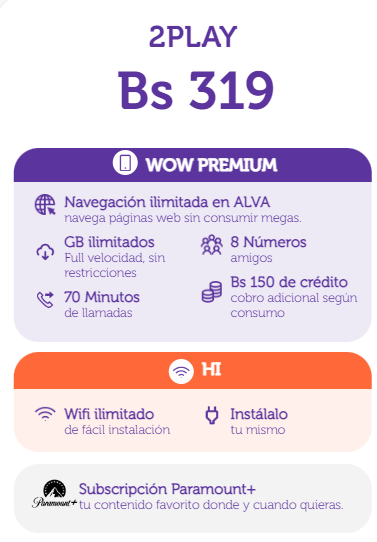 2PLAY
Bs 319
WOW PREMIUM
Navegación ilimitada en ALVA
navega páginas web sin consumir megas.
GB ilimitados
Full velocidad, sin
restricciones
8 Números
amigos
70 Minutos
de llamadas
Bs 150 de crédito
cobro adicional según
consumo
HI
Wifi ilimitado
de fácil instalación
Instálalo
tu mismo
Paramount+
Subscripción Paramount+
tu contenido favorito donde y cuando quieras.